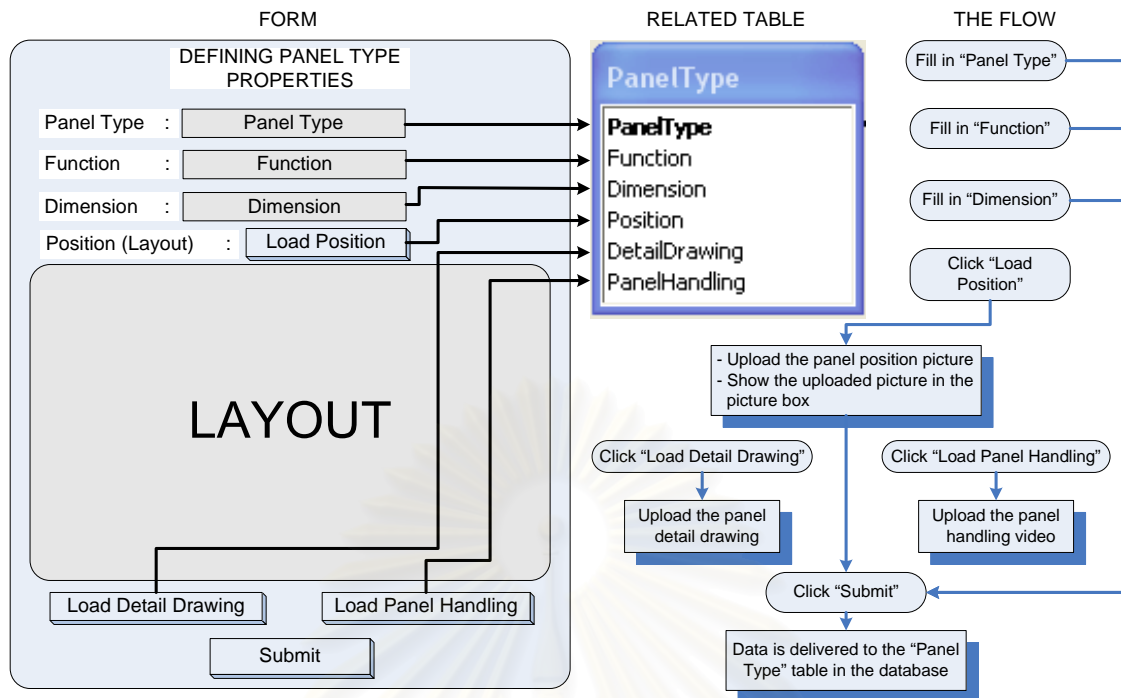 FORM
RELATED TABLE
THE FLOW
DEFINING PANEL TYPE
PROPERTIES
Panel Type :
Panel Type
Function :
Function
Dimension :
Dimension
Position (Layout) :
Load Position
LAYOUT
Load Detail Drawing
Load Panel Handling
Submit
PanelType
PanelType
Function
Dimension
Position
DetailDrawing
PanelHandling
Fill in “Panel Type”
Fill in “Function”
Fill in “Dimension”
Click “Load
Position”
- Upload the panel position picture
- Show the uploaded picture in the
picture box
Click “Load Detail Drawing”
Click “Load Panel Handling”
Upload the panel
detail drawing
Upload the panel
handling video
Click “Submit”
Data is delivered to the “Panel
Type” table in the database